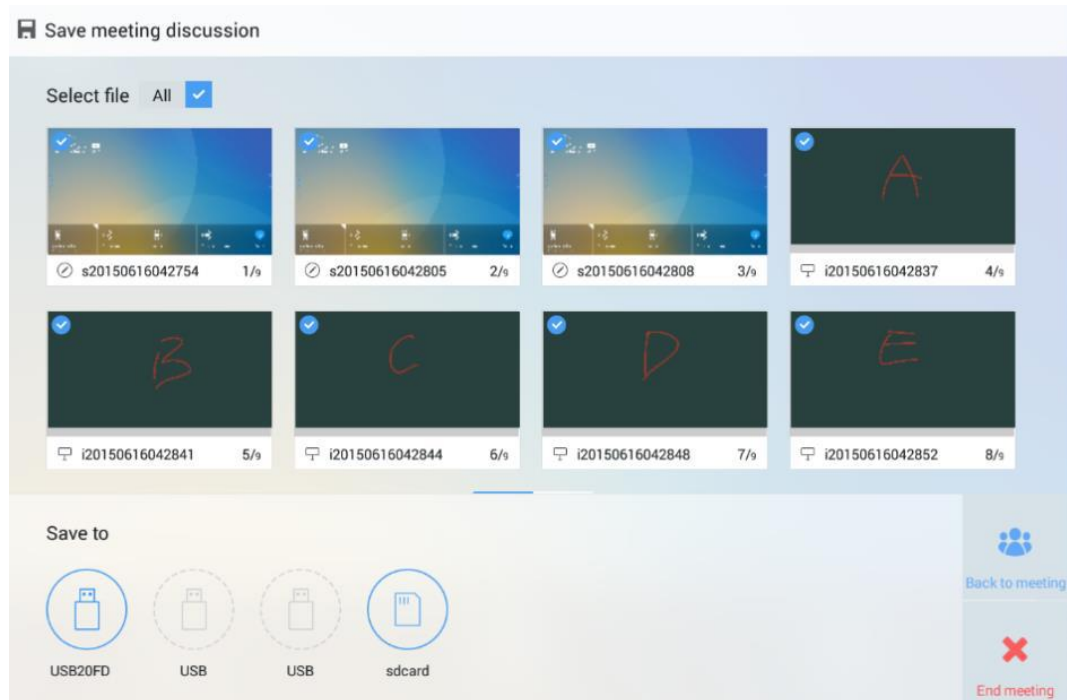 Save meeting discussion
Select file All
s20150616042754 1/9
s20150616042805 2/9
s20150616042808 3/9
A
i20150616042837 4/9
B
C
D
E
i20150616042841 5/9
i20150616042844 6/9
i20150616042848 7/9
i20150616042852 8/9
Save to
Back to meeting
USB20FD
USB
USB
sdcard
End meeting